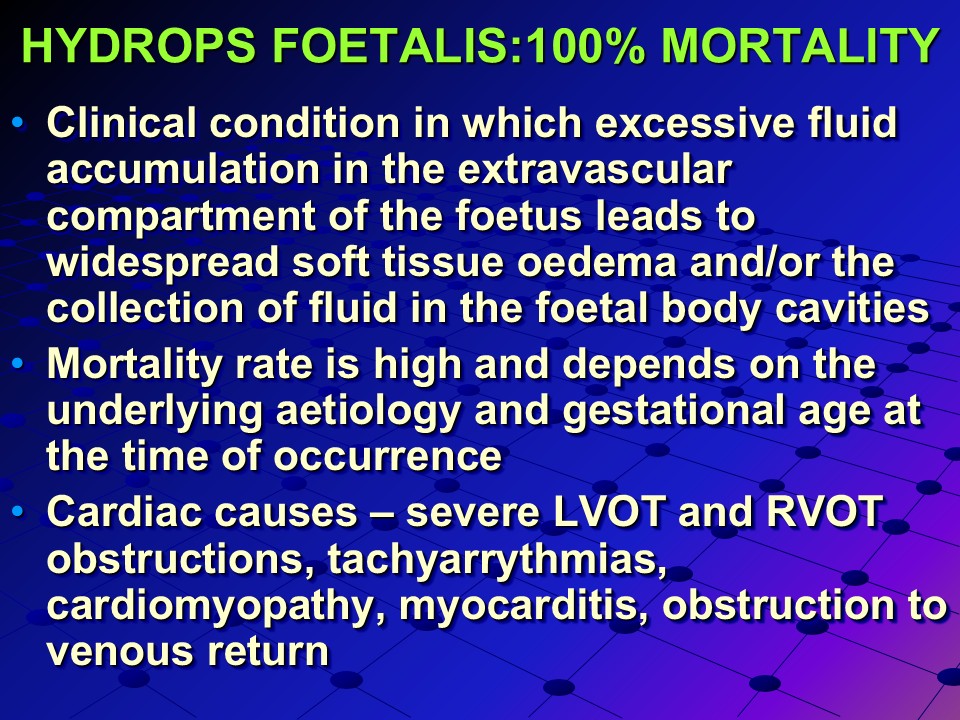 HYDROPS FOETALIS:100% MORTALITY
• Clinical condition in which excessive fluid
accumulation in the extravascular
compartment of the foetus leads to
widespread soft tissue oedema and/or the
collection of fluid in the foetal body cavities
• Mortality rate is high and depends on the
underlying aetiology and gestational age at
the time of occurrence
• Cardiac causes – severe LVOT and RVOT
obstructions, tachyarrythmias,
cardiomyopathy, myocarditis, obstruction to
venous return